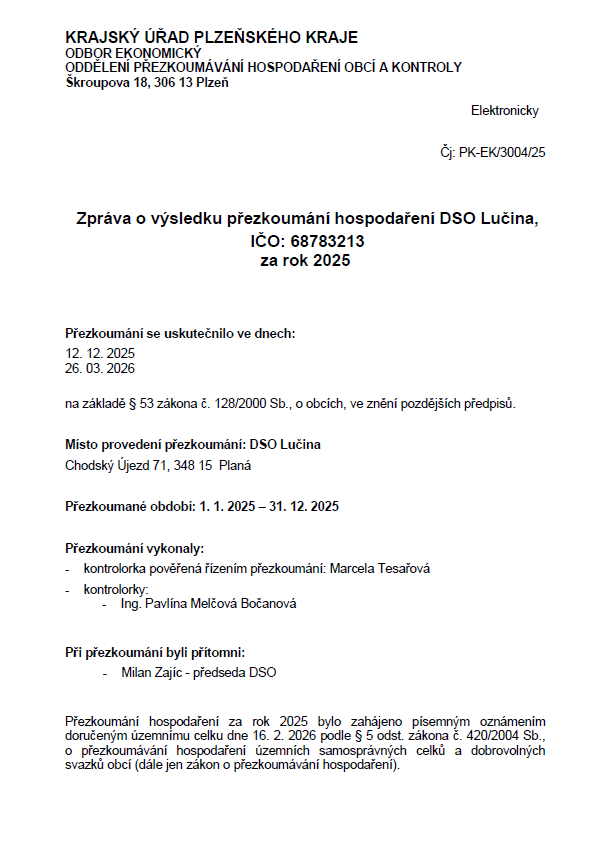 KRAJSKÝ ÚŘAD PLZEŇSKÉHO KRAJE
ODBOR EKONOMICKÝ
ODDĚLENÍ PŘEZKOUMÁVÁNÍ HOSPODAŘENÍ OBCÍ A KONTROLY
Škroupova 18, 306 13 Plzeň
Elektronicky
Čj: PK-EK/3004/25
Zpráva o výsledku přezkoumání hospodaření DSO Lučina,
IČO: 68783213
za rok 2025
Přezkoumání se uskutečnilo ve dnech:
12. 12. 2025
26. 03. 2026
na základě § 53 zákona č. 128/2000 Sb., o obcích, ve znění pozdějších předpisů.
Místo provedení přezkoumání: DSO Lučina
Chodský Újezd 71, 348 15 Planá
Přezkoumané období: 1. 1. 2025 – 31. 12. 2025
Přezkoumání vykonaly:
- kontrolorka pověřená řízením přezkoumání: Marcela Tesařová
- kontrolorky:
- Ing. Pavlína Melčová Bočanová
Při přezkoumání byli přítomni:
- Milan Zajíc - předseda DSO
Přezkoumání hospodaření za rok 2025 bylo zahájeno písemným oznámením
doručeným územnímu celku dne 16. 2. 2026 podle § 5 odst. zákona č. 420/2004 Sb.,
o přezkoumávání hospodaření územních samosprávných celků a dobrovolných
svazků obcí (dále jen zákon o přezkoumávání hospodaření).